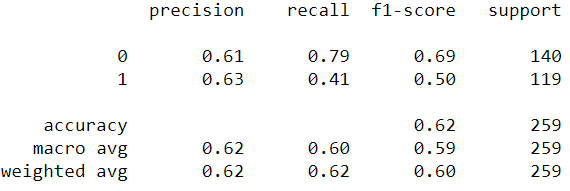 precision recall f1-score support
0 0.61 0.79 0.69 140
1 0.63 0.41 0.50 119
accuracy 0.62 259
macro avg 0.62 0.60 0.59 259
weighted avg 0.62 0.62 0.60 259